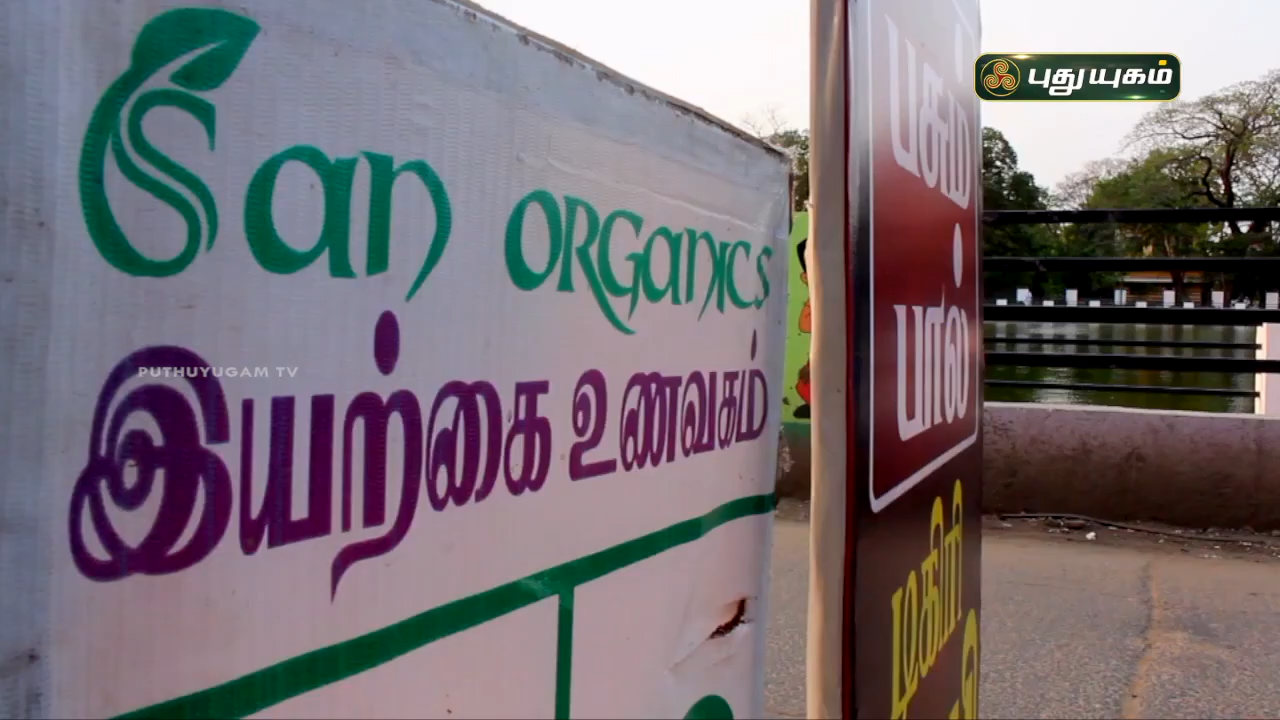 San ORGANICS
இயற்கை உணவகம்
பசும்
பால்
டிகிரி
புதுயுகம்
PUTHUYUGAM TV